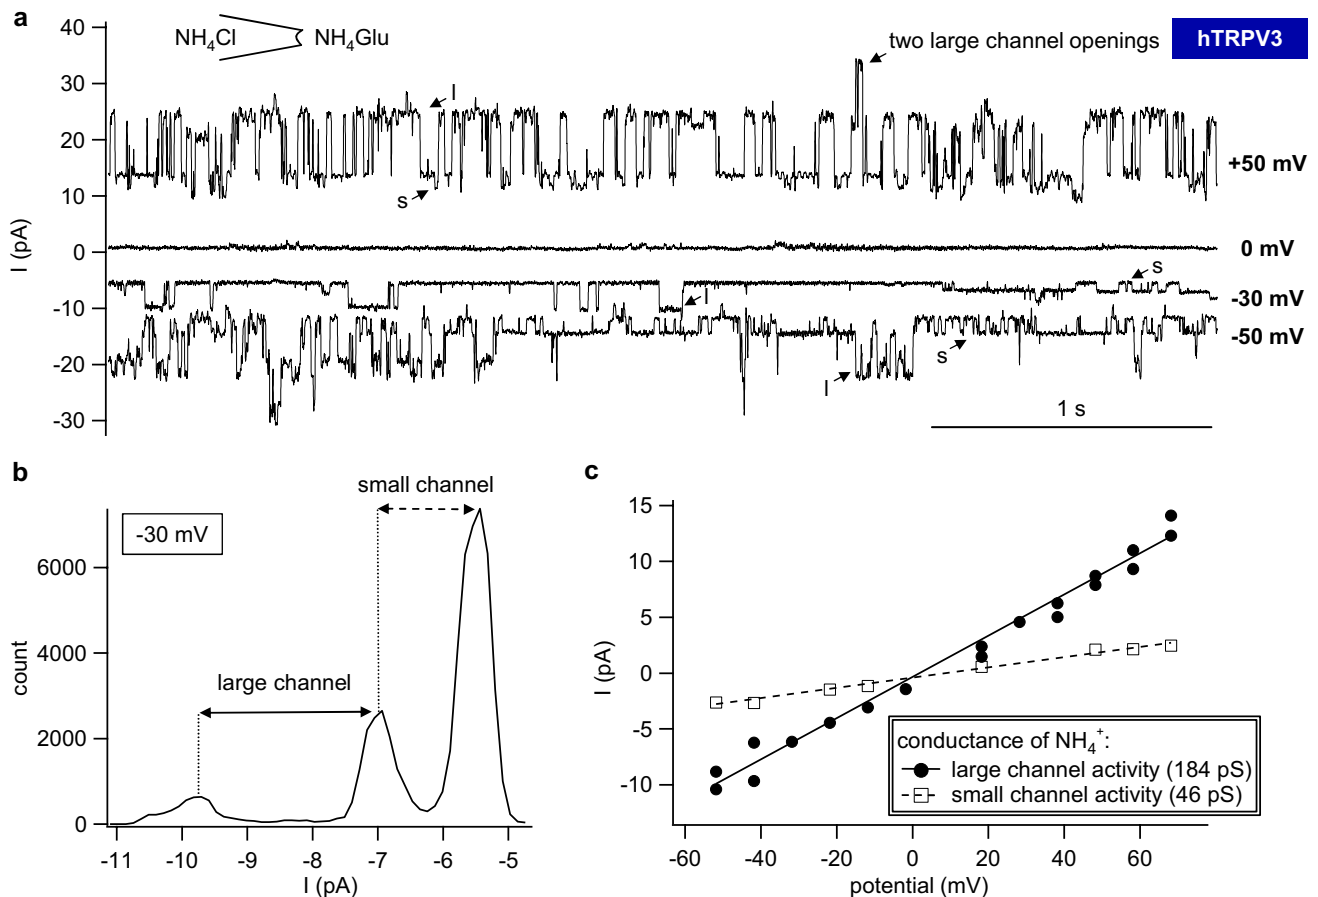 a
NH4Cl NH4Glu
two large channel openings
hTRPV3
40
30
20
10
0
-10
-20
-30
I (pA)
l
s
+50 mV
0 mV
s
-30 mV
l
-50 mV
s
l
1 s
b
small channel
-30 mV
large channel
6000
4000
2000
0
count
-11 -10 -9 -8 -7 -6 -5
I (pA)
c
15
10
5
0
-5
-10
I (pA)
conductance of NH4+:
large channel activity (184 pS)
small channel activity (46 pS)
-60 -40 -20 0 20 40 60
potential (mV)